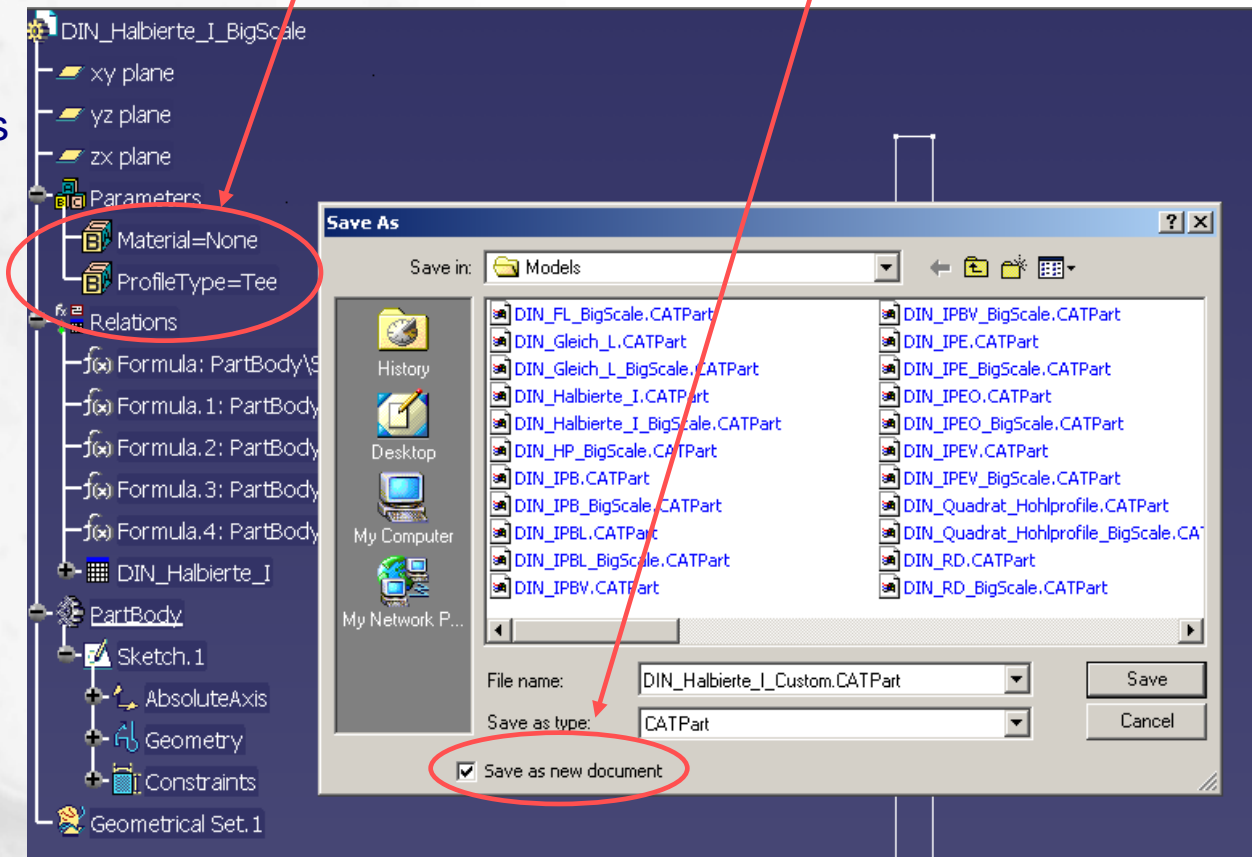 DIN_Halbierte_I_BigScale
xy plane
yz plane
s
zx plane
Parameters
Material=None
ProfileType=Tee
Relations
Formula: PartBody\S
Formula.1: PartBody
Formula.2: PartBody
Formula.3: PartBody
Formula.4: PartBody
DIN_Halbierte_I
PartBody
Sketch.1
AbsoluteAxis
Geometry
Constraints
Geometrical Set.1
Save As
Save in: Models
History
Desktop
My Computer
My Network P...
DIN_FL_BigScale.CATPart
DIN_Gleich_L.CATPart
DIN_Gleich_L_BigScale.CATPart
DIN_Halbierte_I.CATPart
DIN_Halbierte_I_BigScale.CATPart
DIN_HP_BigScale.CATPart
DIN_IPB.CATPart
DIN_IPB_BigScale.CATPart
DIN_IPBL.CATPart
DIN_IPBL_BigScale.CATPart
DIN_IPBV.CATPart
DIN_IPBV_BigScale.CATPart
DIN_IPE.CATPart
DIN_IPE_BigScale.CATPart
DIN_IPEO.CATPart
DIN_IPEO_BigScale.CATPart
DIN_IPEV.CATPart
DIN_IPEV_BigScale.CATPart
DIN_Quadrat_Hohlprofile.CATPart
DIN_Quadrat_Hohlprofile_BigScale.CAT
DIN_RD.CATPart
DIN_RD_BigScale.CATPart
File name: DIN_Halbierte_I_Custom.CATPart Save
Save as type: CATPart Cancel
Save as new document